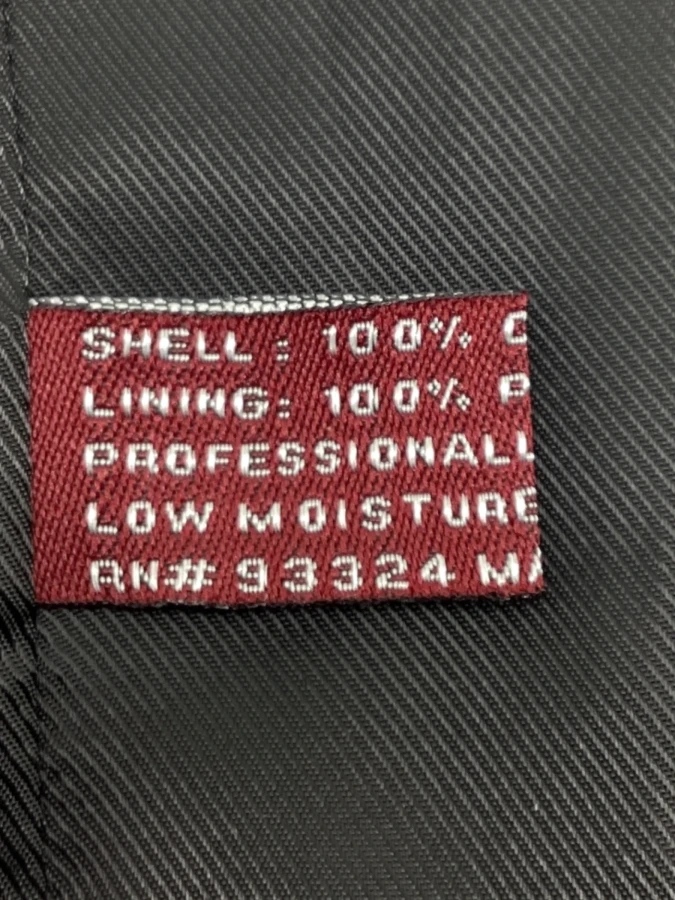 SHELL: 100%
LINING: 100% P
PROFESSIONALL
LOW MOISTURE
RN# 93324 MA